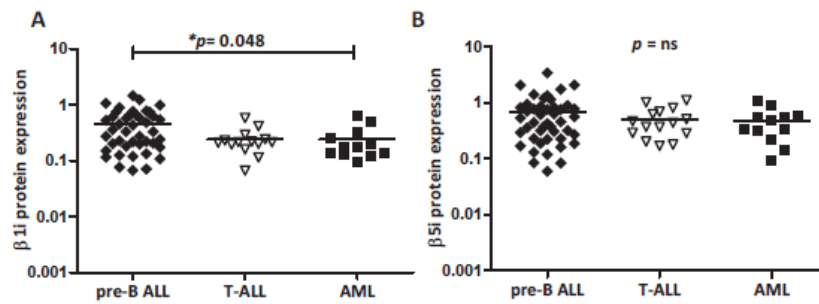 A
*p= 0.048
β1i protein expression
10
1
0.1
0.01
0.001
pre-B ALL T-ALL AML
B
p = ns
β5i protein expression
10
1
0.1
0.01
0.001
pre-B ALL T-ALL AML